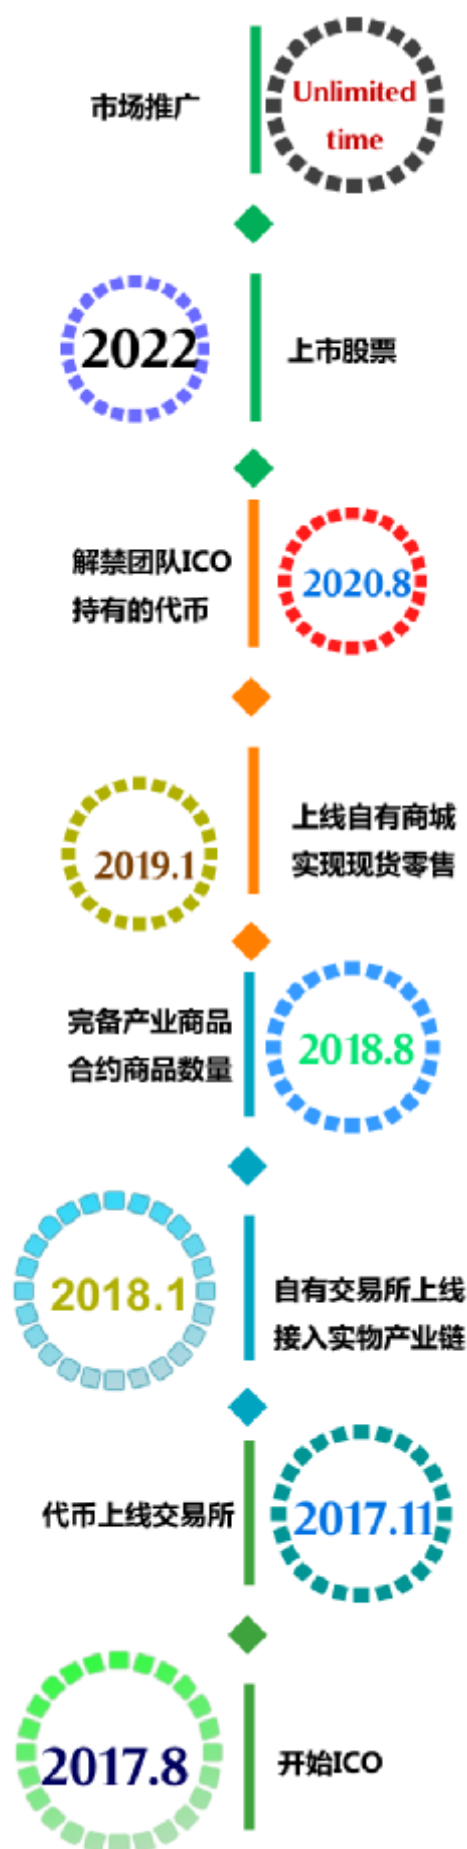 市场推广
Unlimited
time
2022
上市股票
解禁团队ICO
持有的代币
2020.8
2019.1
上线自有商城
实现现货零售
完备产业商品
合约商品数量
2018.8
2018.1
自有交易所上线
接入实物产业链
代币上线交易所
2017.11
2017.8
开始ICO